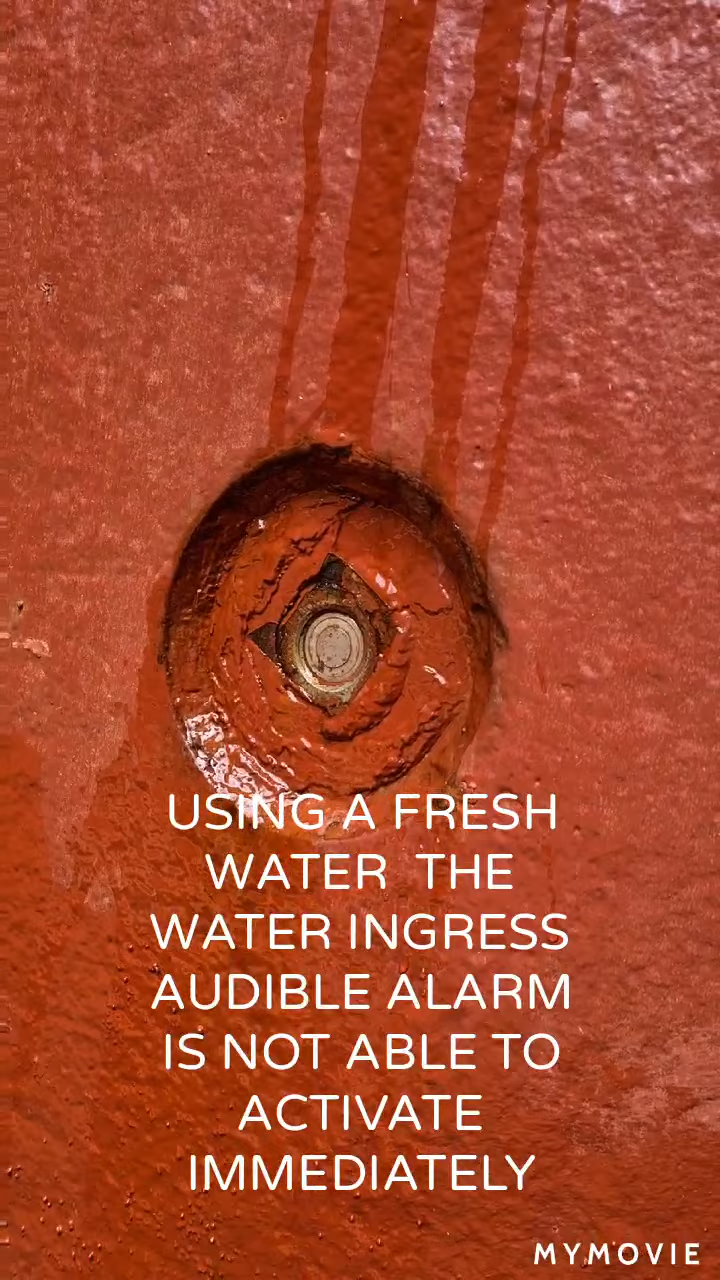 USING A FRESH
WATER  THE
WATER INGRESS
AUDIBLE ALARM
IS NOT ABLE TO
ACTIVATE
IMMEDIATELY
MYMOVIE